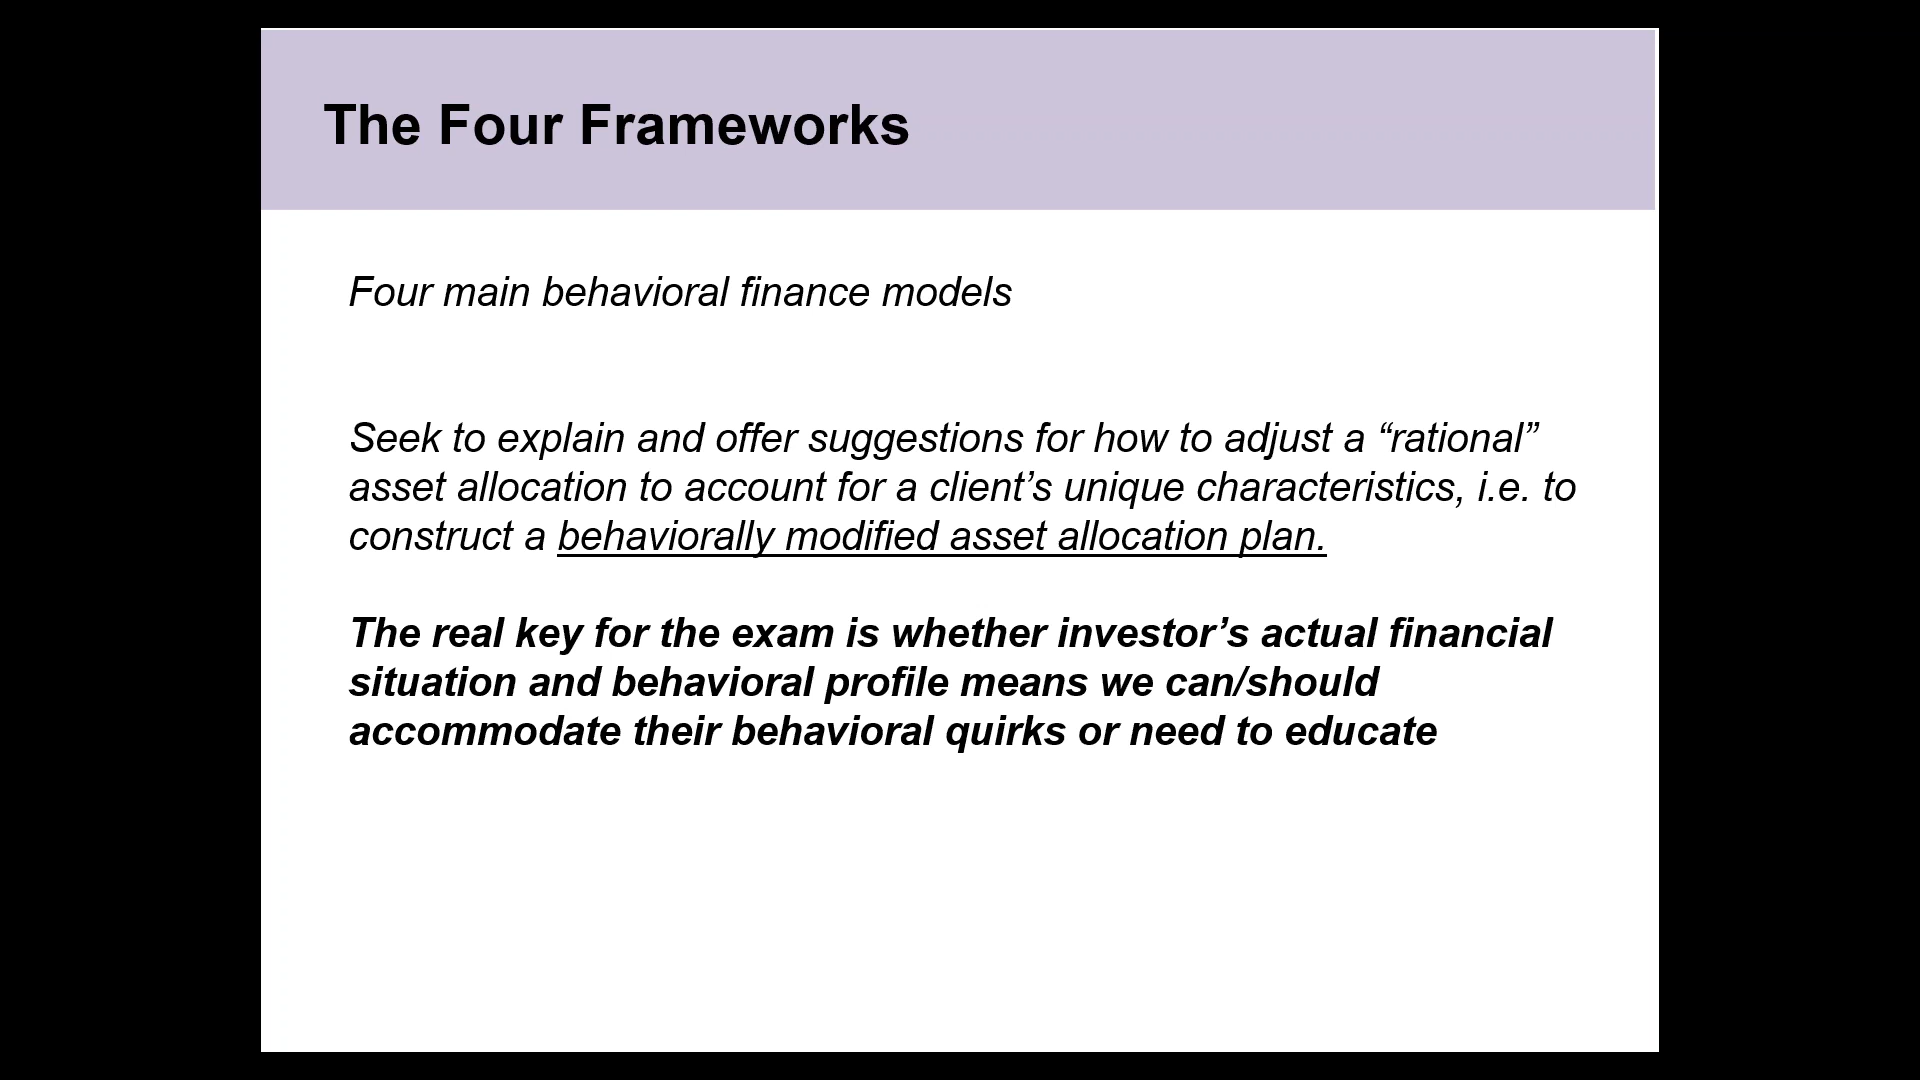 The Four Frameworks
Four main behavioral finance models
Seek to explain and offer suggestions for how to adjust a “rational”
asset allocation to account for a client’s unique characteristics, i.e. to
construct a behaviorally modified asset allocation plan.
The real key for the exam is whether investor’s actual financial
situation and behavioral profile means we can/should
accommodate their behavioral quirks or need to educate